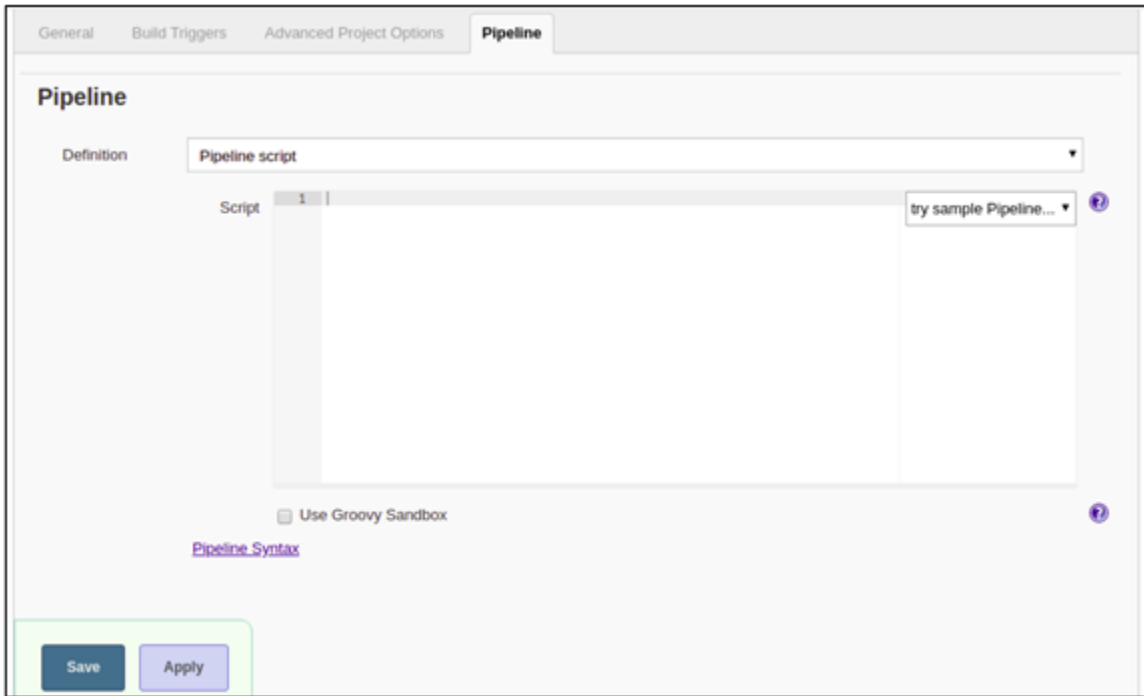 General Build Triggers Advanced Project Options Pipeline
Pipeline
Definition Pipeline script
Script 1 try sample Pipeline...
Use Groovy Sandbox
Pipeline Syntax
Save Apply